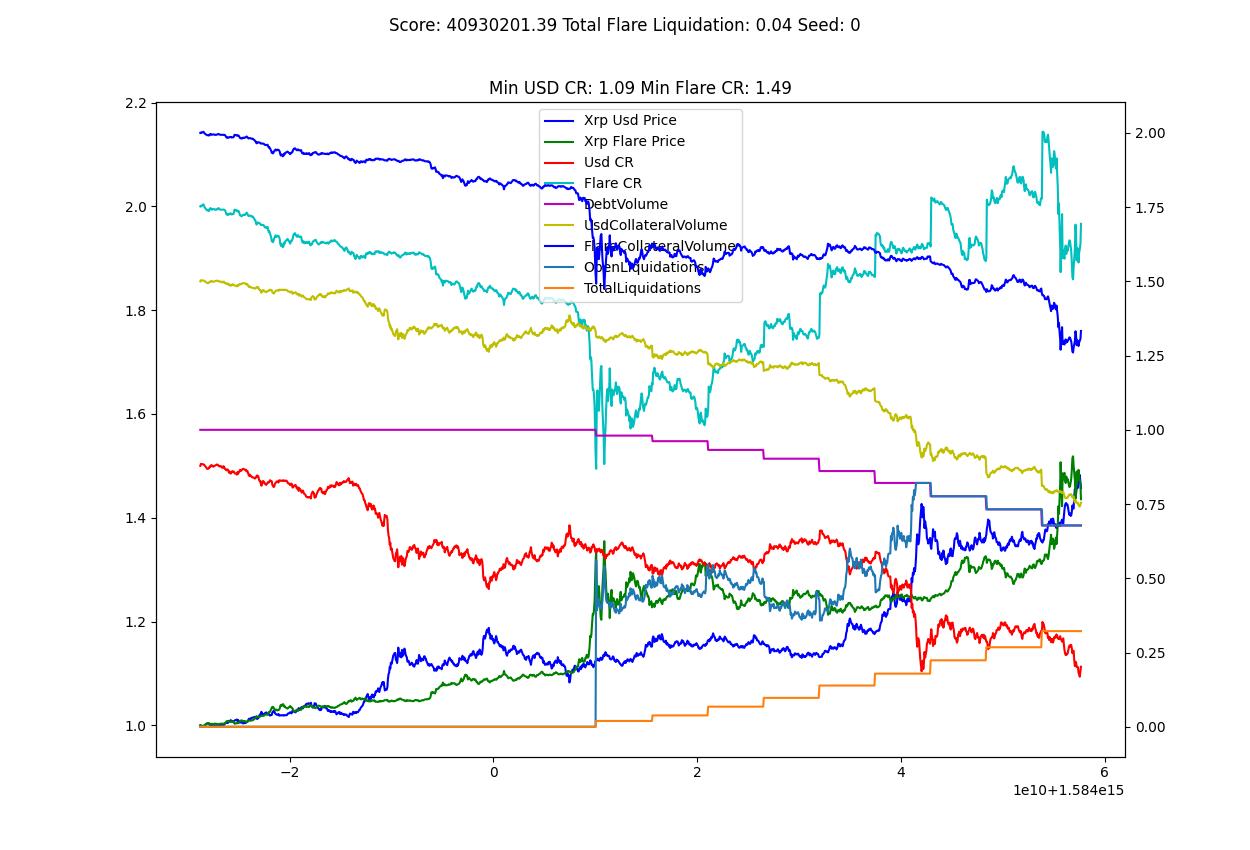 Score: 40930201.39 Total Flare Liquidation: 0.04 Seed: 0
Min USD CR: 1.09 Min Flare CR: 1.49
Xrp Usd Price
Xrp Flare Price
Usd CR
Flare CR
DebtVolume
UsdCollateralVolume
FlareCollateralVolume
OpenLiquidations
TotalLiquidations
2.2
2.0
1.8
1.6
1.4
1.2
1.0
2.00
1.75
1.50
1.25
1.00
0.75
0.50
0.25
0.00
−2 0 2 4 6
1e10+1.584e15